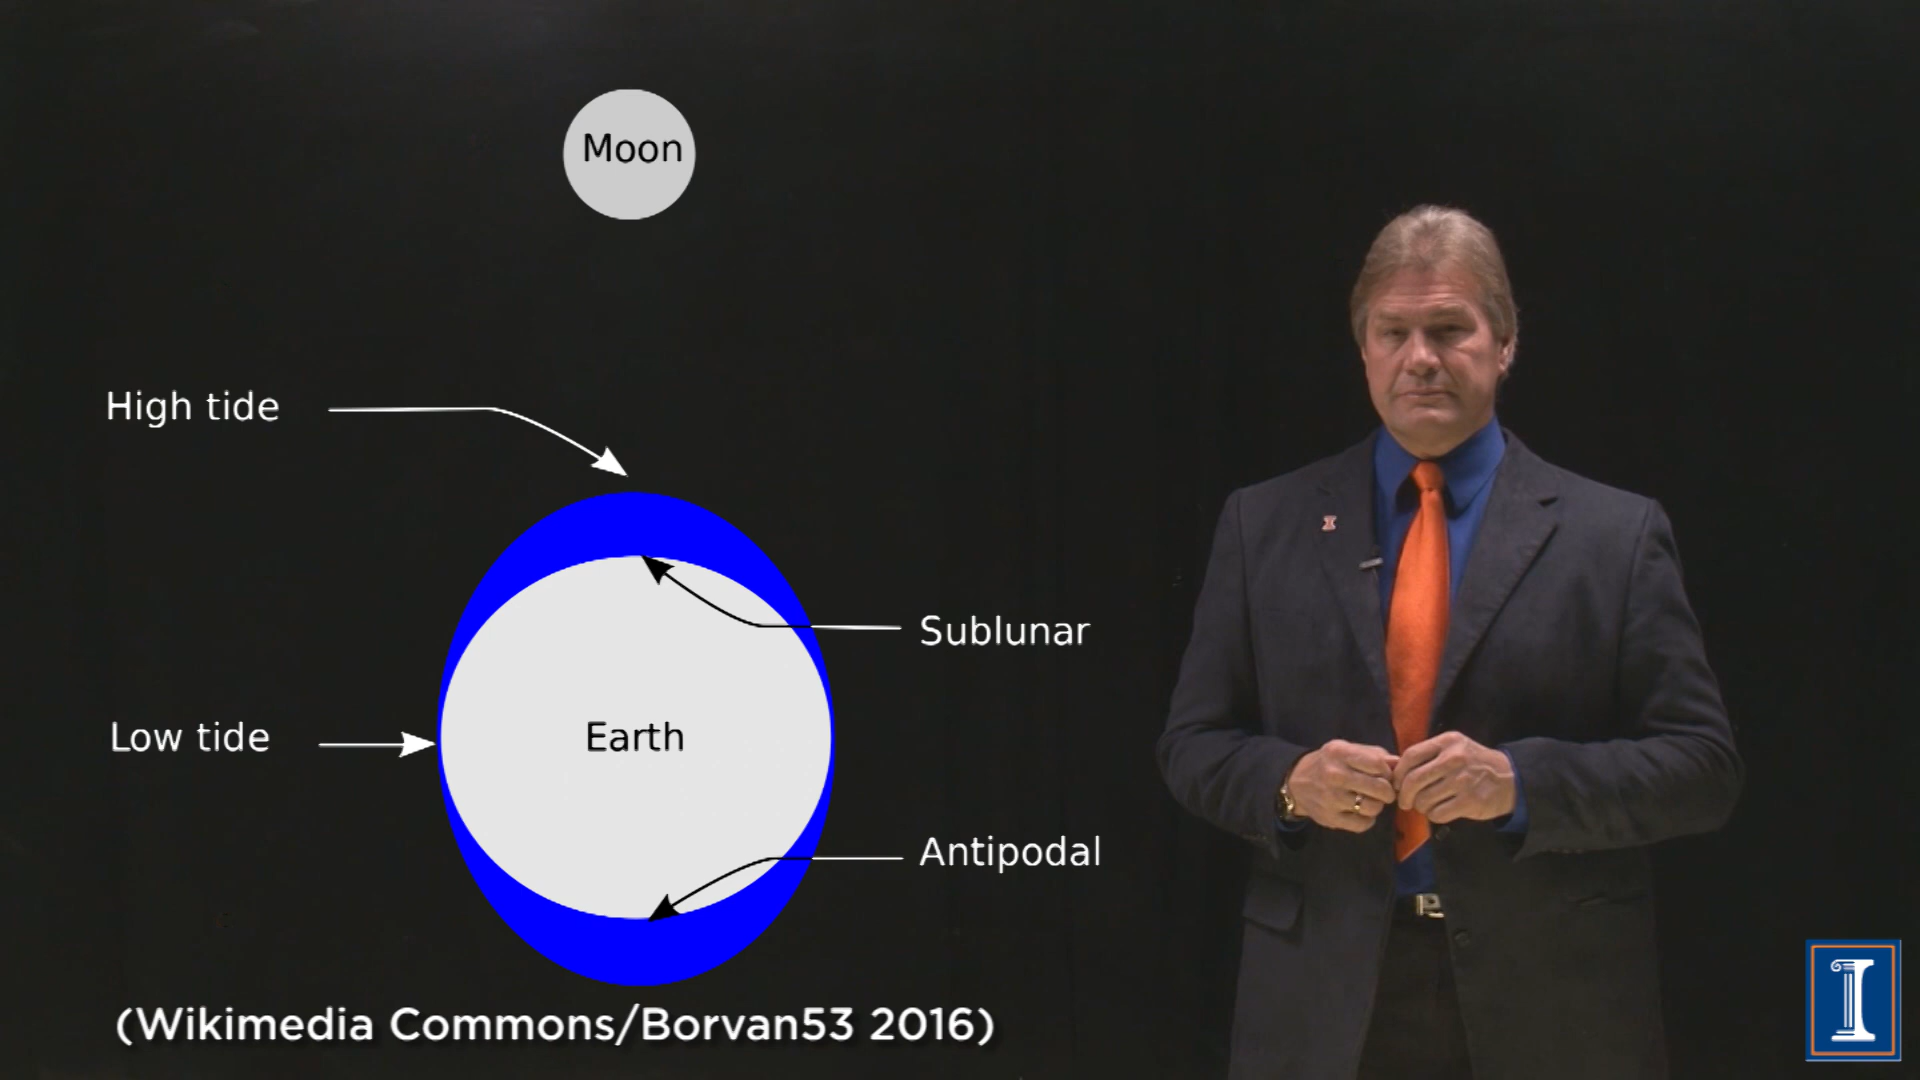 Moon
High tide
Sublunar
Low tide
Earth
Antipodal
(Wikimedia Commons/Borvan53 2016)